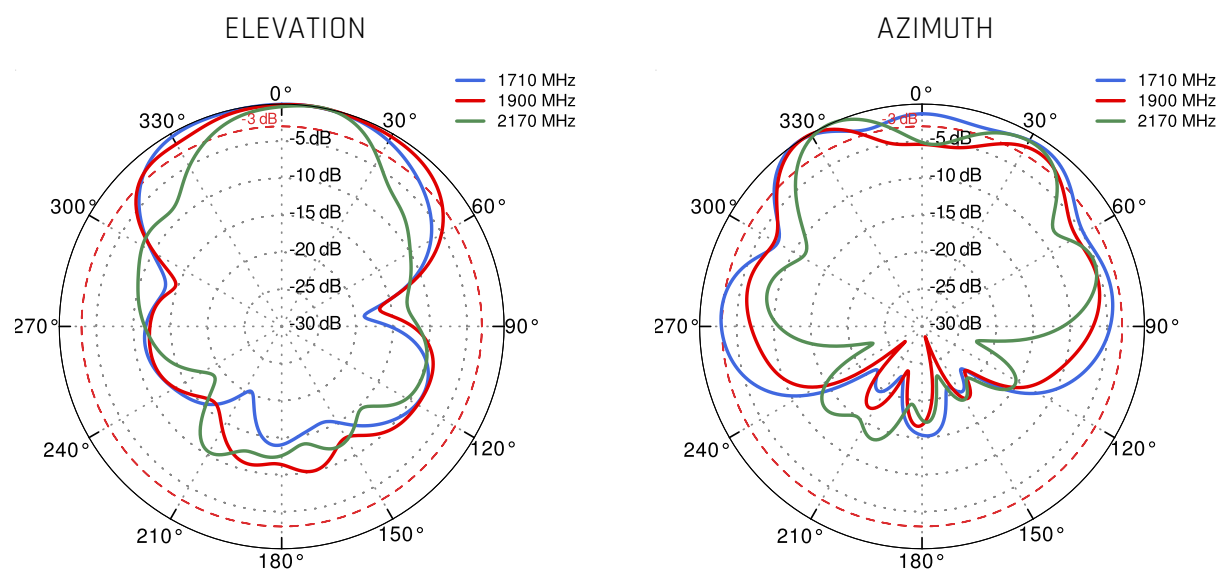 ELEVATION
1710 MHz
1900 MHz
2170 MHz
0°
30°
60°
90°
120°
150°
180°
210°
240°
270°
300°
330°
-3 dB
-5 dB
-10 dB
-15 dB
-20 dB
-25 dB
-30 dB
AZIMUTH
1710 MHz
1900 MHz
2170 MHz
0°
30°
60°
90°
120°
150°
180°
210°
240°
270°
300°
330°
-3 dB
-5 dB
-10 dB
-15 dB
-20 dB
-25 dB
-30 dB